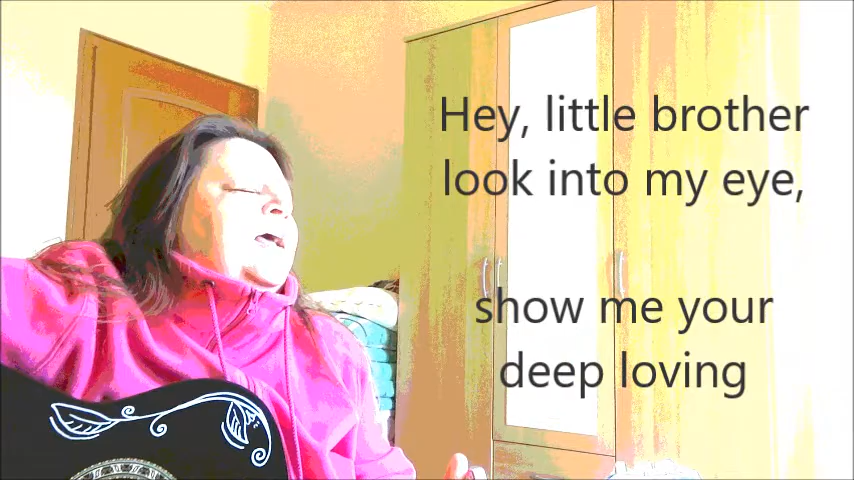 Hey, little brother
look into my eye,
show me your
deep loving